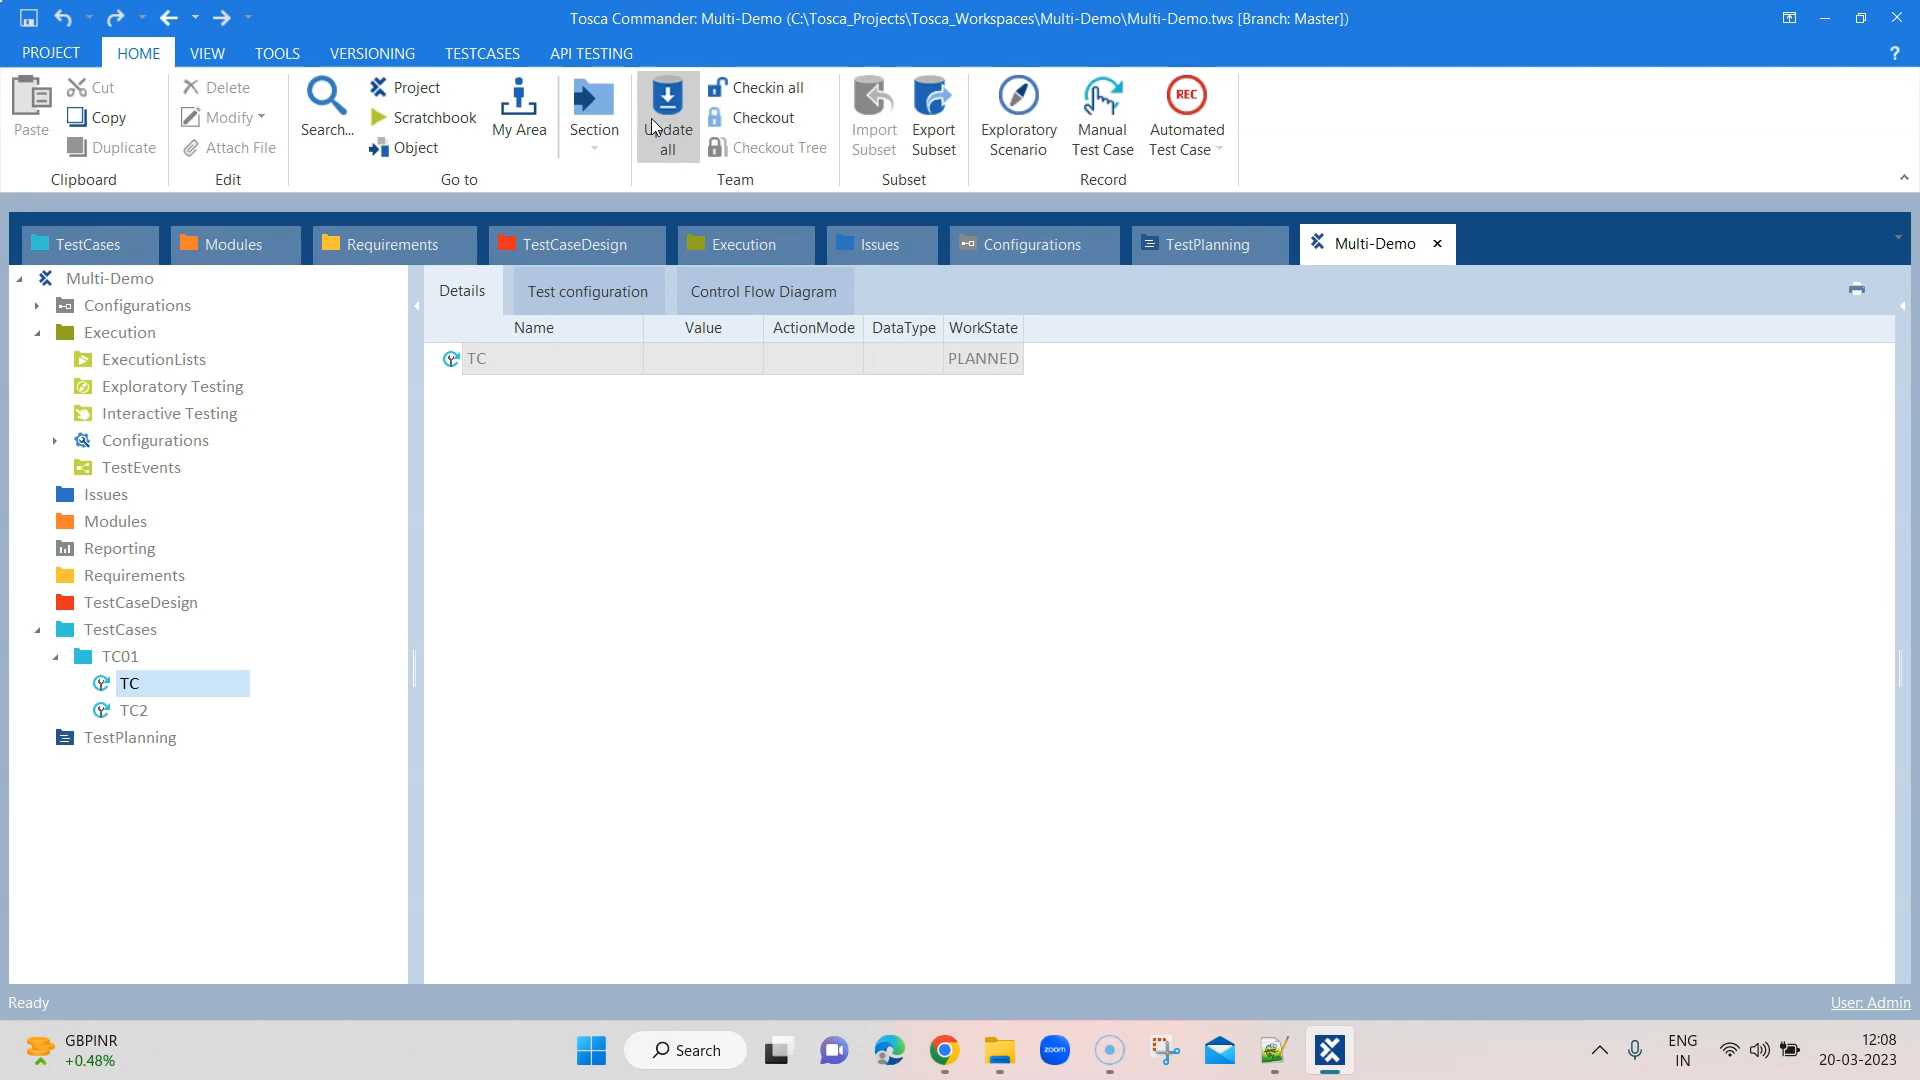 Tosca Commander: Multi-Demo (C:\Tosca_Projects\Tosca_Workspaces\Multi-Demo\Multi-Demo.tws [Branch: Master])
PROJECT HOME VIEW TOOLS VERSIONING TESTCASES API TESTING ?
Paste
Cut
Copy
Duplicate
Clipboard
Delete
Modify
Attach File
Edit
Search...
Project
Scratchbook
Object
My Area
Section
Go to
Update all
Checkin all
Checkout
Checkout Tree
Team
Import Subset
Export Subset
Subset
Exploratory Scenario
Manual Test Case
REC
Automated Test Case
Record
TestCases Modules Requirements TestCaseDesign Execution Issues Configurations TestPlanning Multi-Demo
Multi-Demo
Configurations
Execution
ExecutionLists
Exploratory Testing
Interactive Testing
Configurations
TestEvents
Issues
Modules
Reporting
Requirements
TestCaseDesign
TestCases
TC01
TC
TC2
TestPlanning
Details Test configuration Control Flow Diagram
Name Value ActionMode DataType WorkState
TC PLANNED
Ready
User: Admin
GBPINR
+0.48%
Search
zoom
ENG
IN
12:08
20-03-2023